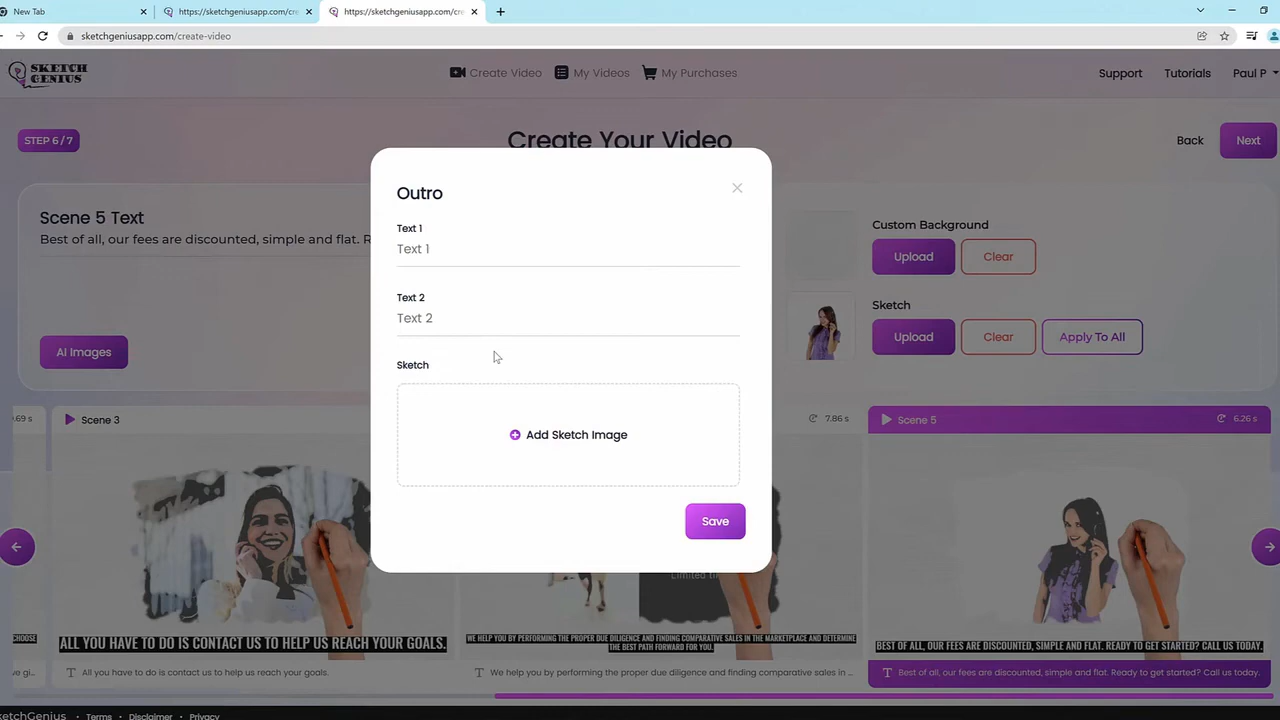 New Tab
https://sketchgeniusapp.com/cre
https://sketchgeniusapp.com/cre
sketchgeniusapp.com/create-video
SKETCH
GENIUS
Create Video
My Videos
My Purchases
Support
Tutorials
Paul P
STEP 6 / 7
Create Your Video
Back
Next
Scene 5 Text
Best of all, our fees are discounted, simple and flat. R
AI Images
Outro
Text 1
Text 1
Text 2
Text 2
Sketch
Add Sketch Image
Save
Custom Background
Upload
Clear
Sketch
Upload
Clear
Apply To All
.69 s
Scene 3
7.86 s
Scene 5
6.26 s
CHOOSE
ALL YOU HAVE TO DO IS CONTACT US TO HELP US REACH YOUR GOALS.
Limited ti
WE HELP YOU BY PERFORMING THE PROPER DUE DILIGENCE AND FINDING COMPARATIVE SALES IN THE MARKETPLACE AND DETERMINE
THE BEST PATH FORWARD FOR YOU.
BEST OF ALL, OUR FEES ARE DISCOUNTED, SIMPLE AND FLAT. READY TO GET STARTED? CALL US TODAY.
u gi...
All you have to do is contact us to help us reach your goals.
We help you by performing the proper due diligence and finding comparative sales in ...
Best of all, our fees are discounted, simple and flat. Ready to get started? Call us today.
ketchGenius
Terms
Disclaimer
Privacy